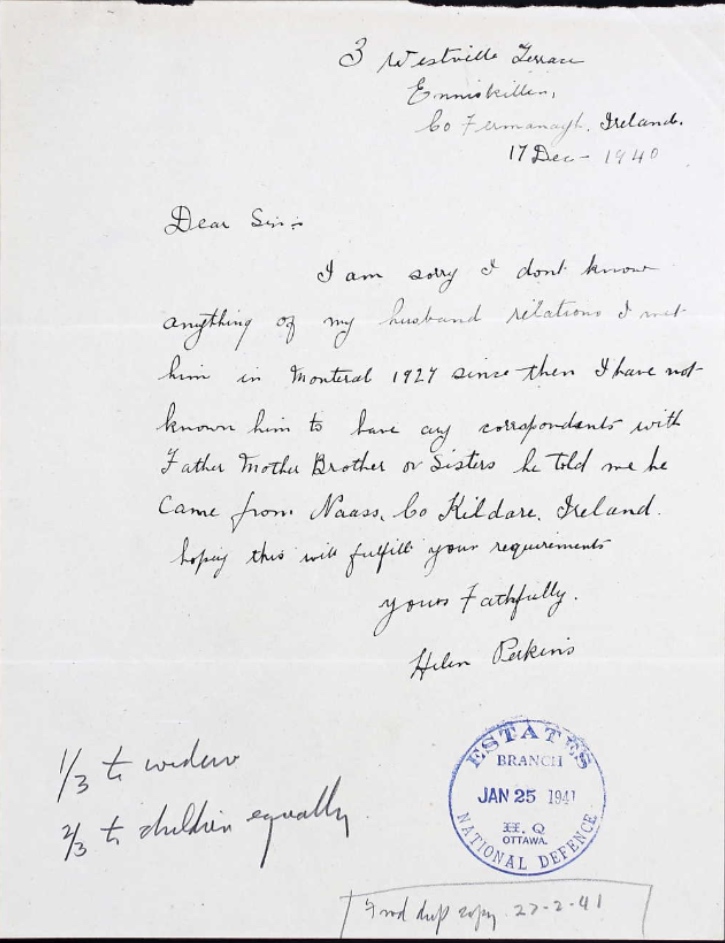 3 Westville Terrace
Enniskillen,
Co Fermanagh. Ireland.
17 Dec - 1940
Dear Sir:-
I am sorry I dont know
anything of my husband relations I met
him in Monteral 1927 since then I have not
known him to have any correpondents with
Father Mother Brother or Sisters he told me he
Came from Naass, Co Kildare, Ireland.
hoping this will fulfill your requirements
yours Fathfully.
Helen Perkins
1/3 to widow
2/3 to children equally
ESTATES
BRANCH
JAN 25 1941
H. Q
OTTAWA.
NATIONAL DEFENCE
dup copy 27-2-41